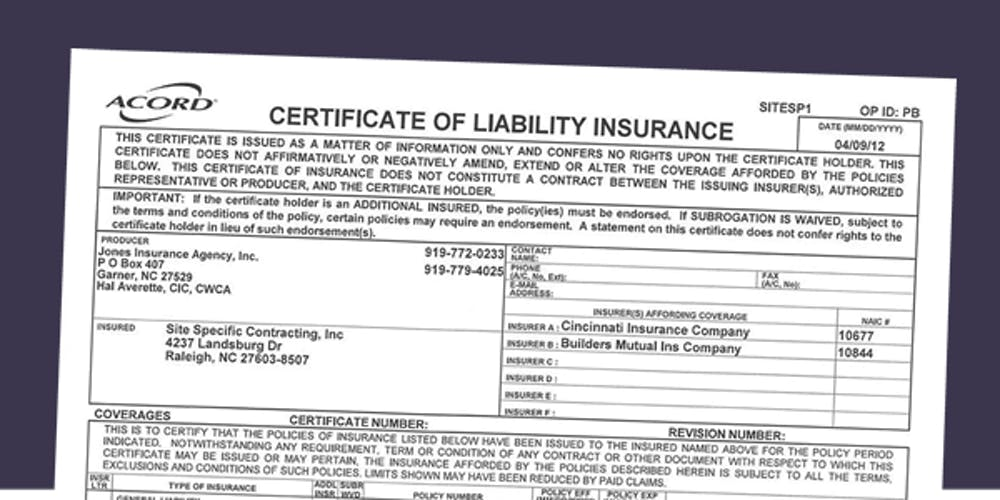 ACORD
SITESP1
OP ID: PB
CERTIFICATE OF LIABILITY INSURANCE
DATE (MM/DD/YYYY)
04/09/12
THIS CERTIFICATE IS ISSUED AS A MATTER OF INFORMATION ONLY AND CONFERS NO RIGHTS UPON THE CERTIFICATE HOLDER. THIS
CERTIFICATE DOES NOT AFFIRMATIVELY OR NEGATIVELY AMEND, EXTEND OR ALTER THE COVERAGE AFFORDED BY THE POLICIES
BELOW. THIS CERTIFICATE OF INSURANCE DOES NOT CONSTITUTE A CONTRACT BETWEEN THE ISSUING INSURER(S), AUTHORIZED
REPRESENTATIVE OR PRODUCER, AND THE CERTIFICATE HOLDER.
IMPORTANT: If the certificate holder is an ADDITIONAL INSURED, the policy(ies) must be endorsed. If SUBROGATION IS WAIVED, subject to
the terms and conditions of the policy, certain policies may require an endorsement. A statement on this certificate does not confer rights to the
certificate holder in lieu of such endorsement(s).
PRODUCER
Jones Insurance Agency, Inc.
P O Box 407
Garner, NC 27529
Hal Averette, CIC, CWCA
919-772-0233
919-779-4025
CONTACT
NAME:
PHONE
(A/C, No, Ext):
FAX
(A/C, No):
E-MAIL
ADDRESS:
INSURER(S) AFFORDING COVERAGE
NAIC #
INSURED
Site Specific Contracting, Inc
4237 Landsburg Dr
Raleigh, NC 27603-8507
INSURER A : Cincinnati Insurance Company
10677
INSURER B : Builders Mutual Ins Company
10844
INSURER C :
INSURER D :
INSURER E :
INSURER F :
COVERAGES
CERTIFICATE NUMBER:
REVISION NUMBER:
THIS IS TO CERTIFY THAT THE POLICIES OF INSURANCE LISTED BELOW HAVE BEEN ISSUED TO THE INSURED NAMED ABOVE FOR THE POLICY PERIOD
INDICATED. NOTWITHSTANDING ANY REQUIREMENT, TERM OR CONDITION OF ANY CONTRACT OR OTHER DOCUMENT WITH RESPECT TO WHICH THIS
CERTIFICATE MAY BE ISSUED OR MAY PERTAIN, THE INSURANCE AFFORDED BY THE POLICIES DESCRIBED HEREIN IS SUBJECT TO ALL THE TERMS,
EXCLUSIONS AND CONDITIONS OF SUCH POLICIES. LIMITS SHOWN MAY HAVE BEEN REDUCED BY PAID CLAIMS.
INSR
LTR
TYPE OF INSURANCE
ADDL SUBR
INSR WVD
POLICY NUMBER
POLICY EFF
POLICY EXP
GENERAL LIABILITY